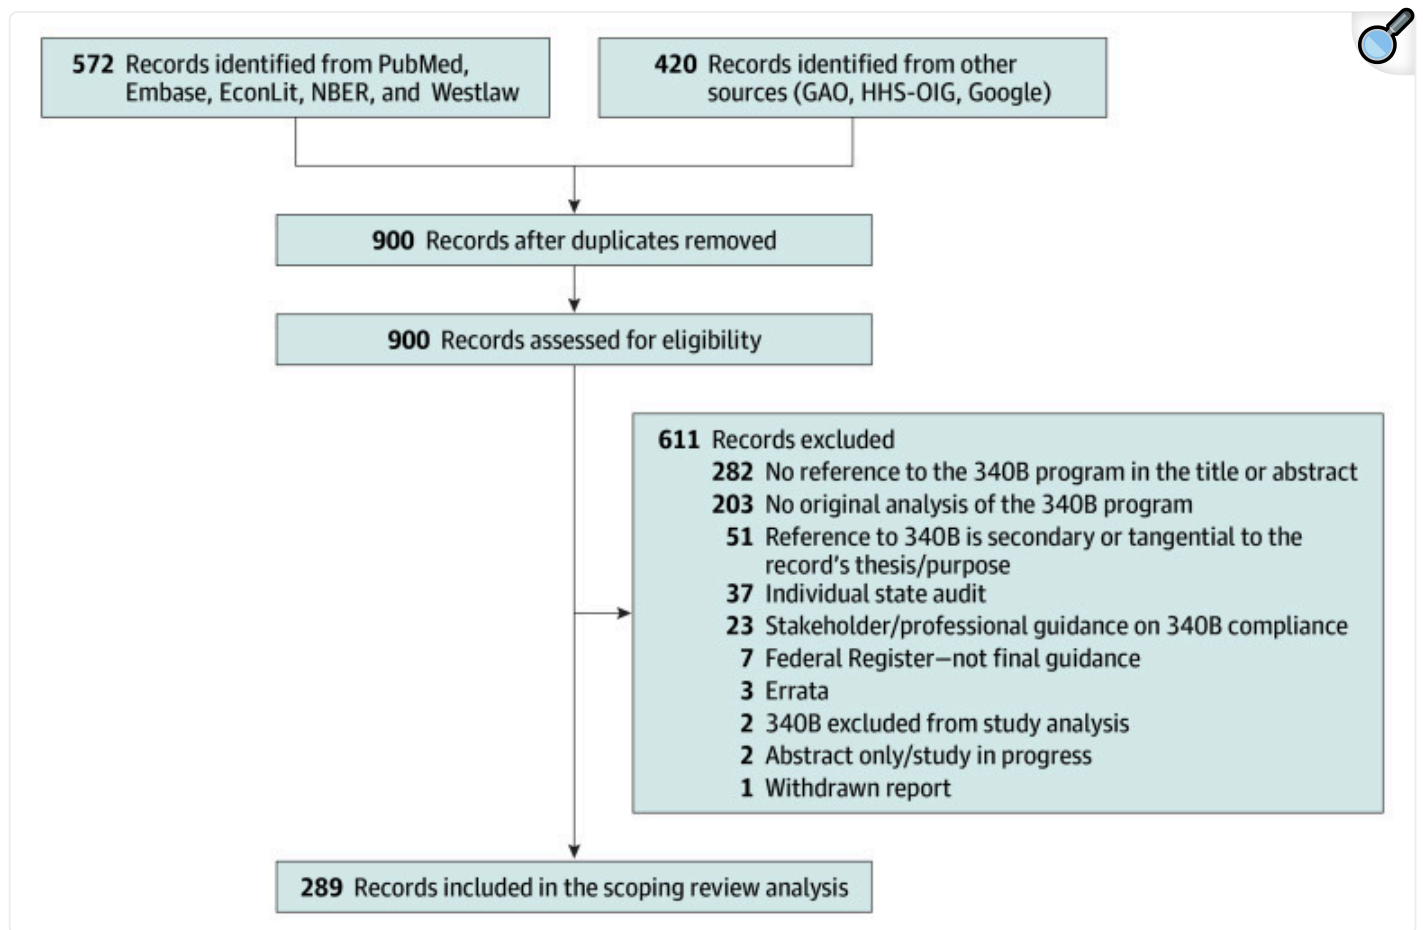 572 Records identified from PubMed,
Embase, EconLit, NBER, and Westlaw
420 Records identified from other
sources (GAO, HHS-OIG, Google)
900 Records after duplicates removed
900 Records assessed for eligibility
611 Records excluded
282 No reference to the 340B program in the title or abstract
203 No original analysis of the 340B program
51 Reference to 340B is secondary or tangential to the
record's thesis/purpose
37 Individual state audit
23 Stakeholder/professional guidance on 340B compliance
7 Federal Register—not final guidance
3 Errata
2 340B excluded from study analysis
2 Abstract only/study in progress
1 Withdrawn report
289 Records included in the scoping review analysis